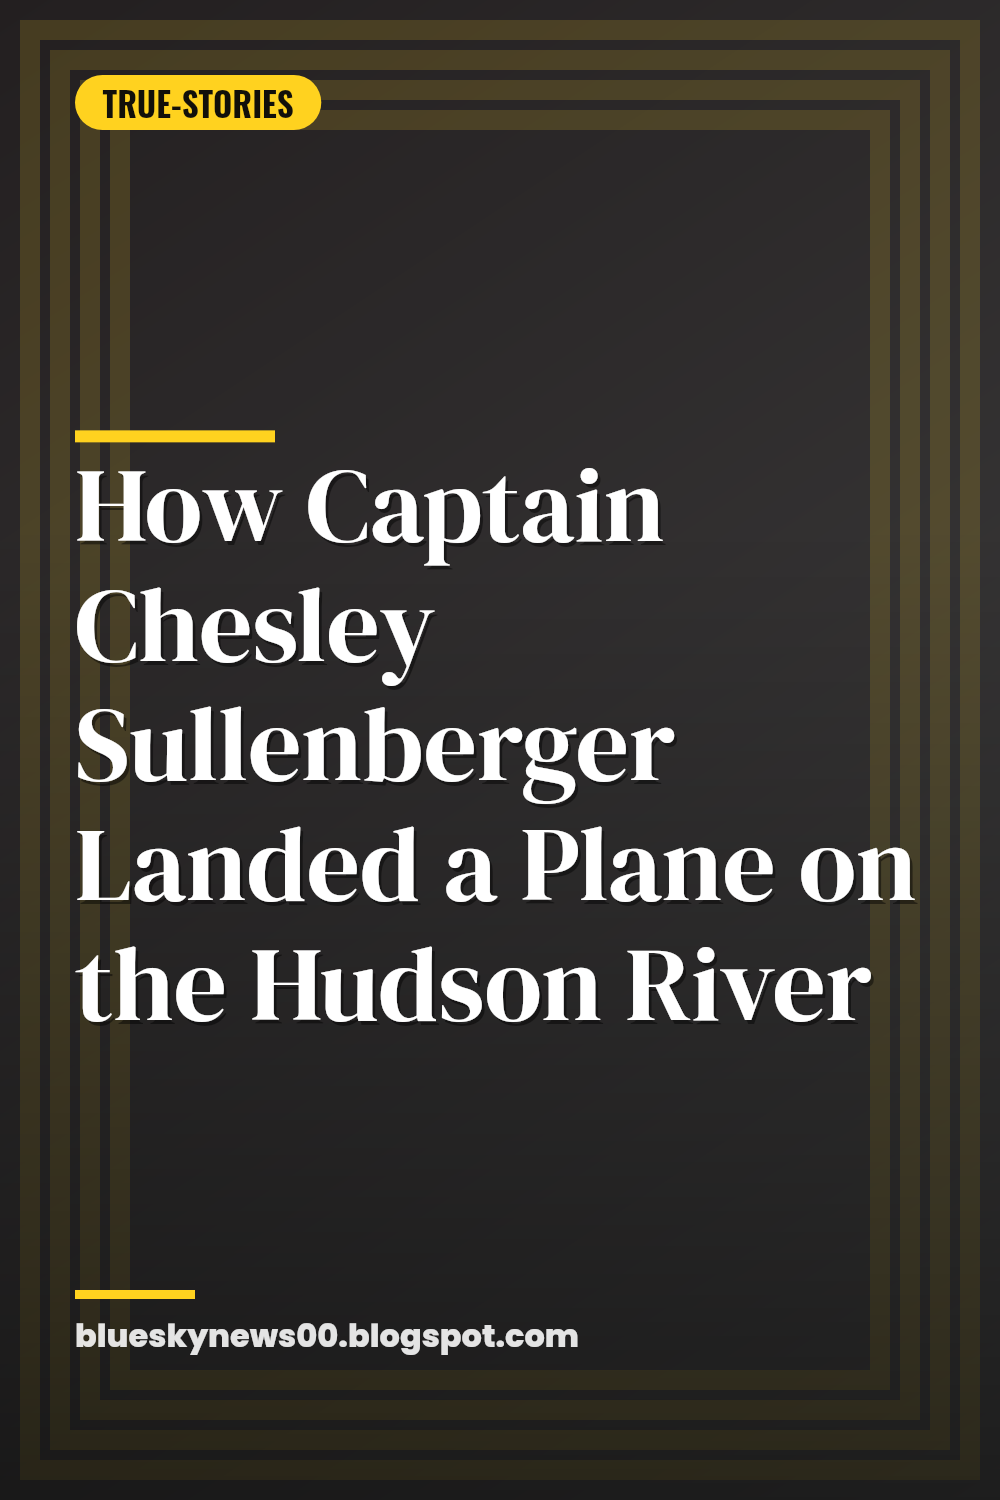 TRUE-STORIES
How Captain
Chesley
Sullenberger
Landed a Plane on
the Hudson River
blueskynews00.blogspot.com